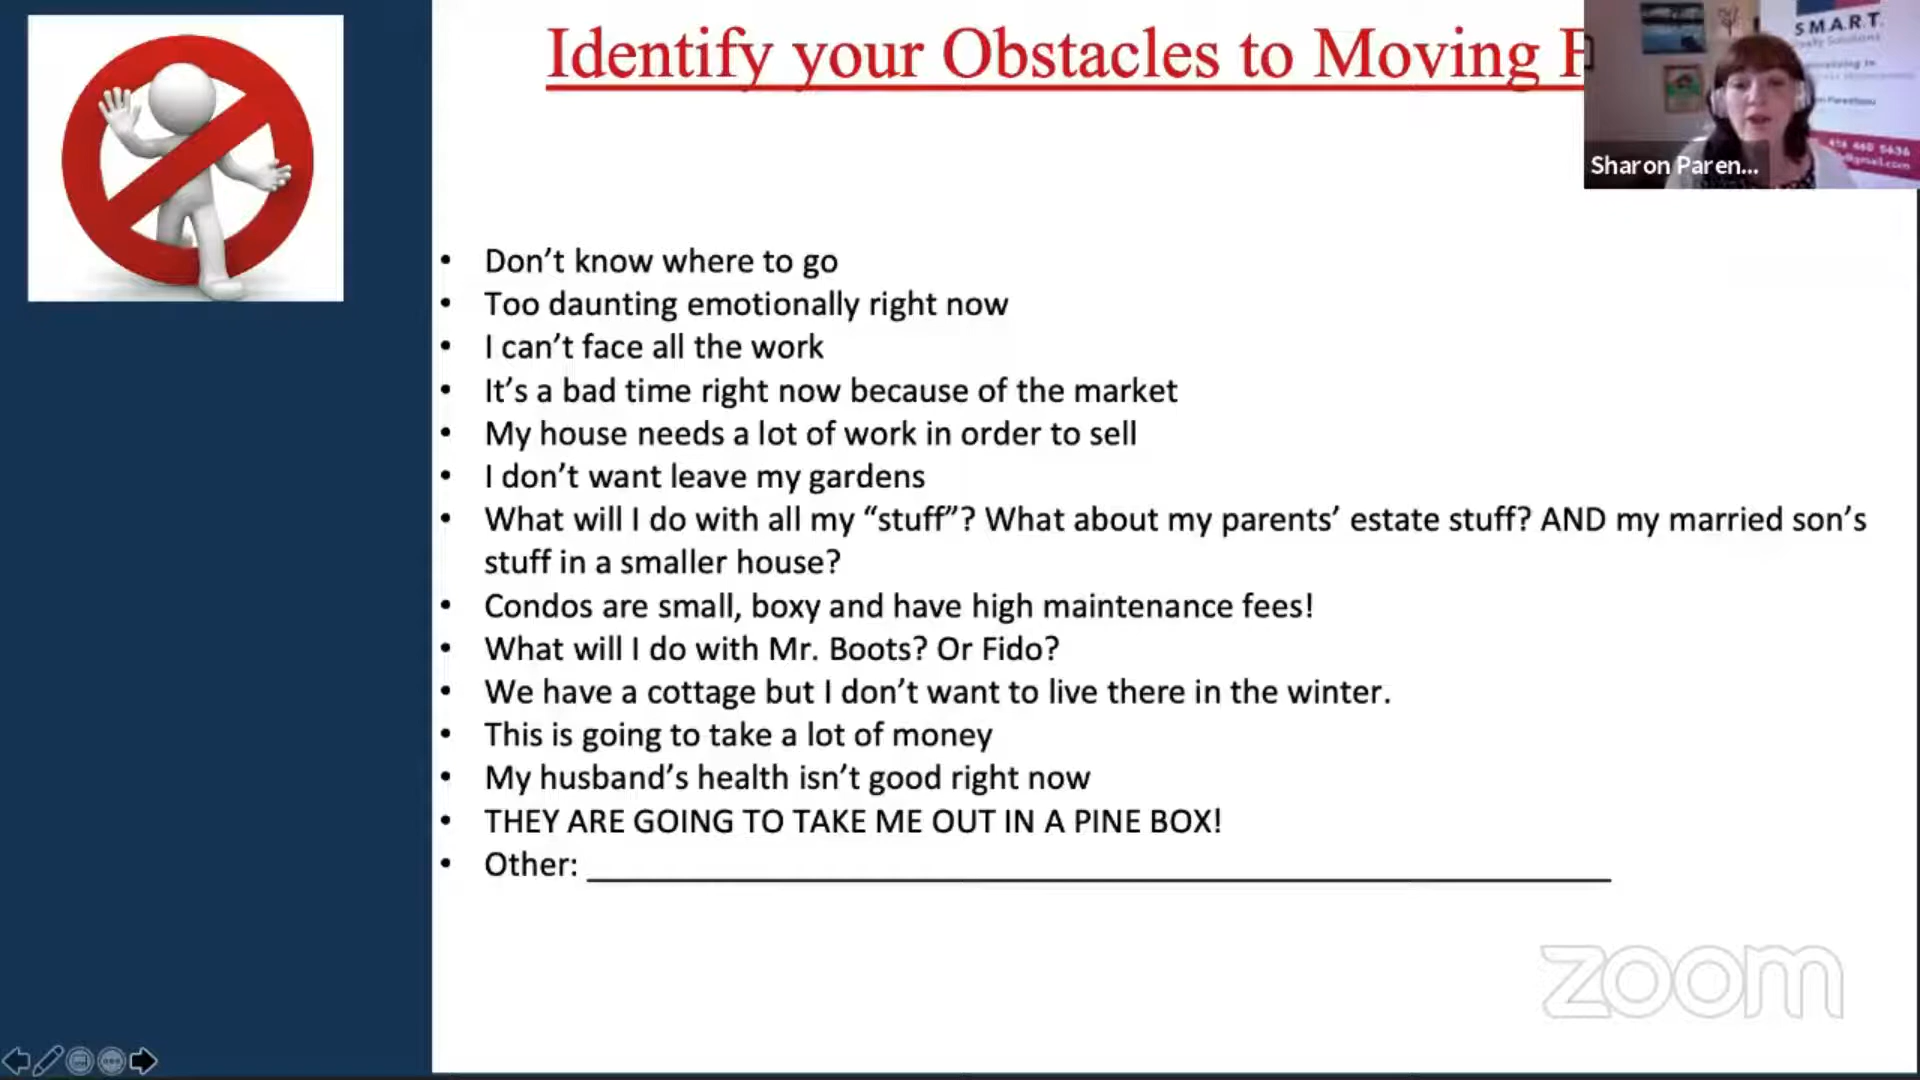 Identify your Obstacles to Moving
S.M.A.R.T.
416 460 5636
Sharon Paren...
• Don’t know where to go
• Too daunting emotionally right now
• I can’t face all the work
• It’s a bad time right now because of the market
• My house needs a lot of work in order to sell
• I don’t want leave my gardens
• What will I do with all my “stuff”? What about my parents’ estate stuff? AND my married son’s
stuff in a smaller house?
• Condos are small, boxy and have high maintenance fees!
• What will I do with Mr. Boots? Or Fido?
• We have a cottage but I don’t want to live there in the winter.
• This is going to take a lot of money
• My husband’s health isn’t good right now
• THEY ARE GOING TO TAKE ME OUT IN A PINE BOX!
• Other: ____________________
zoom